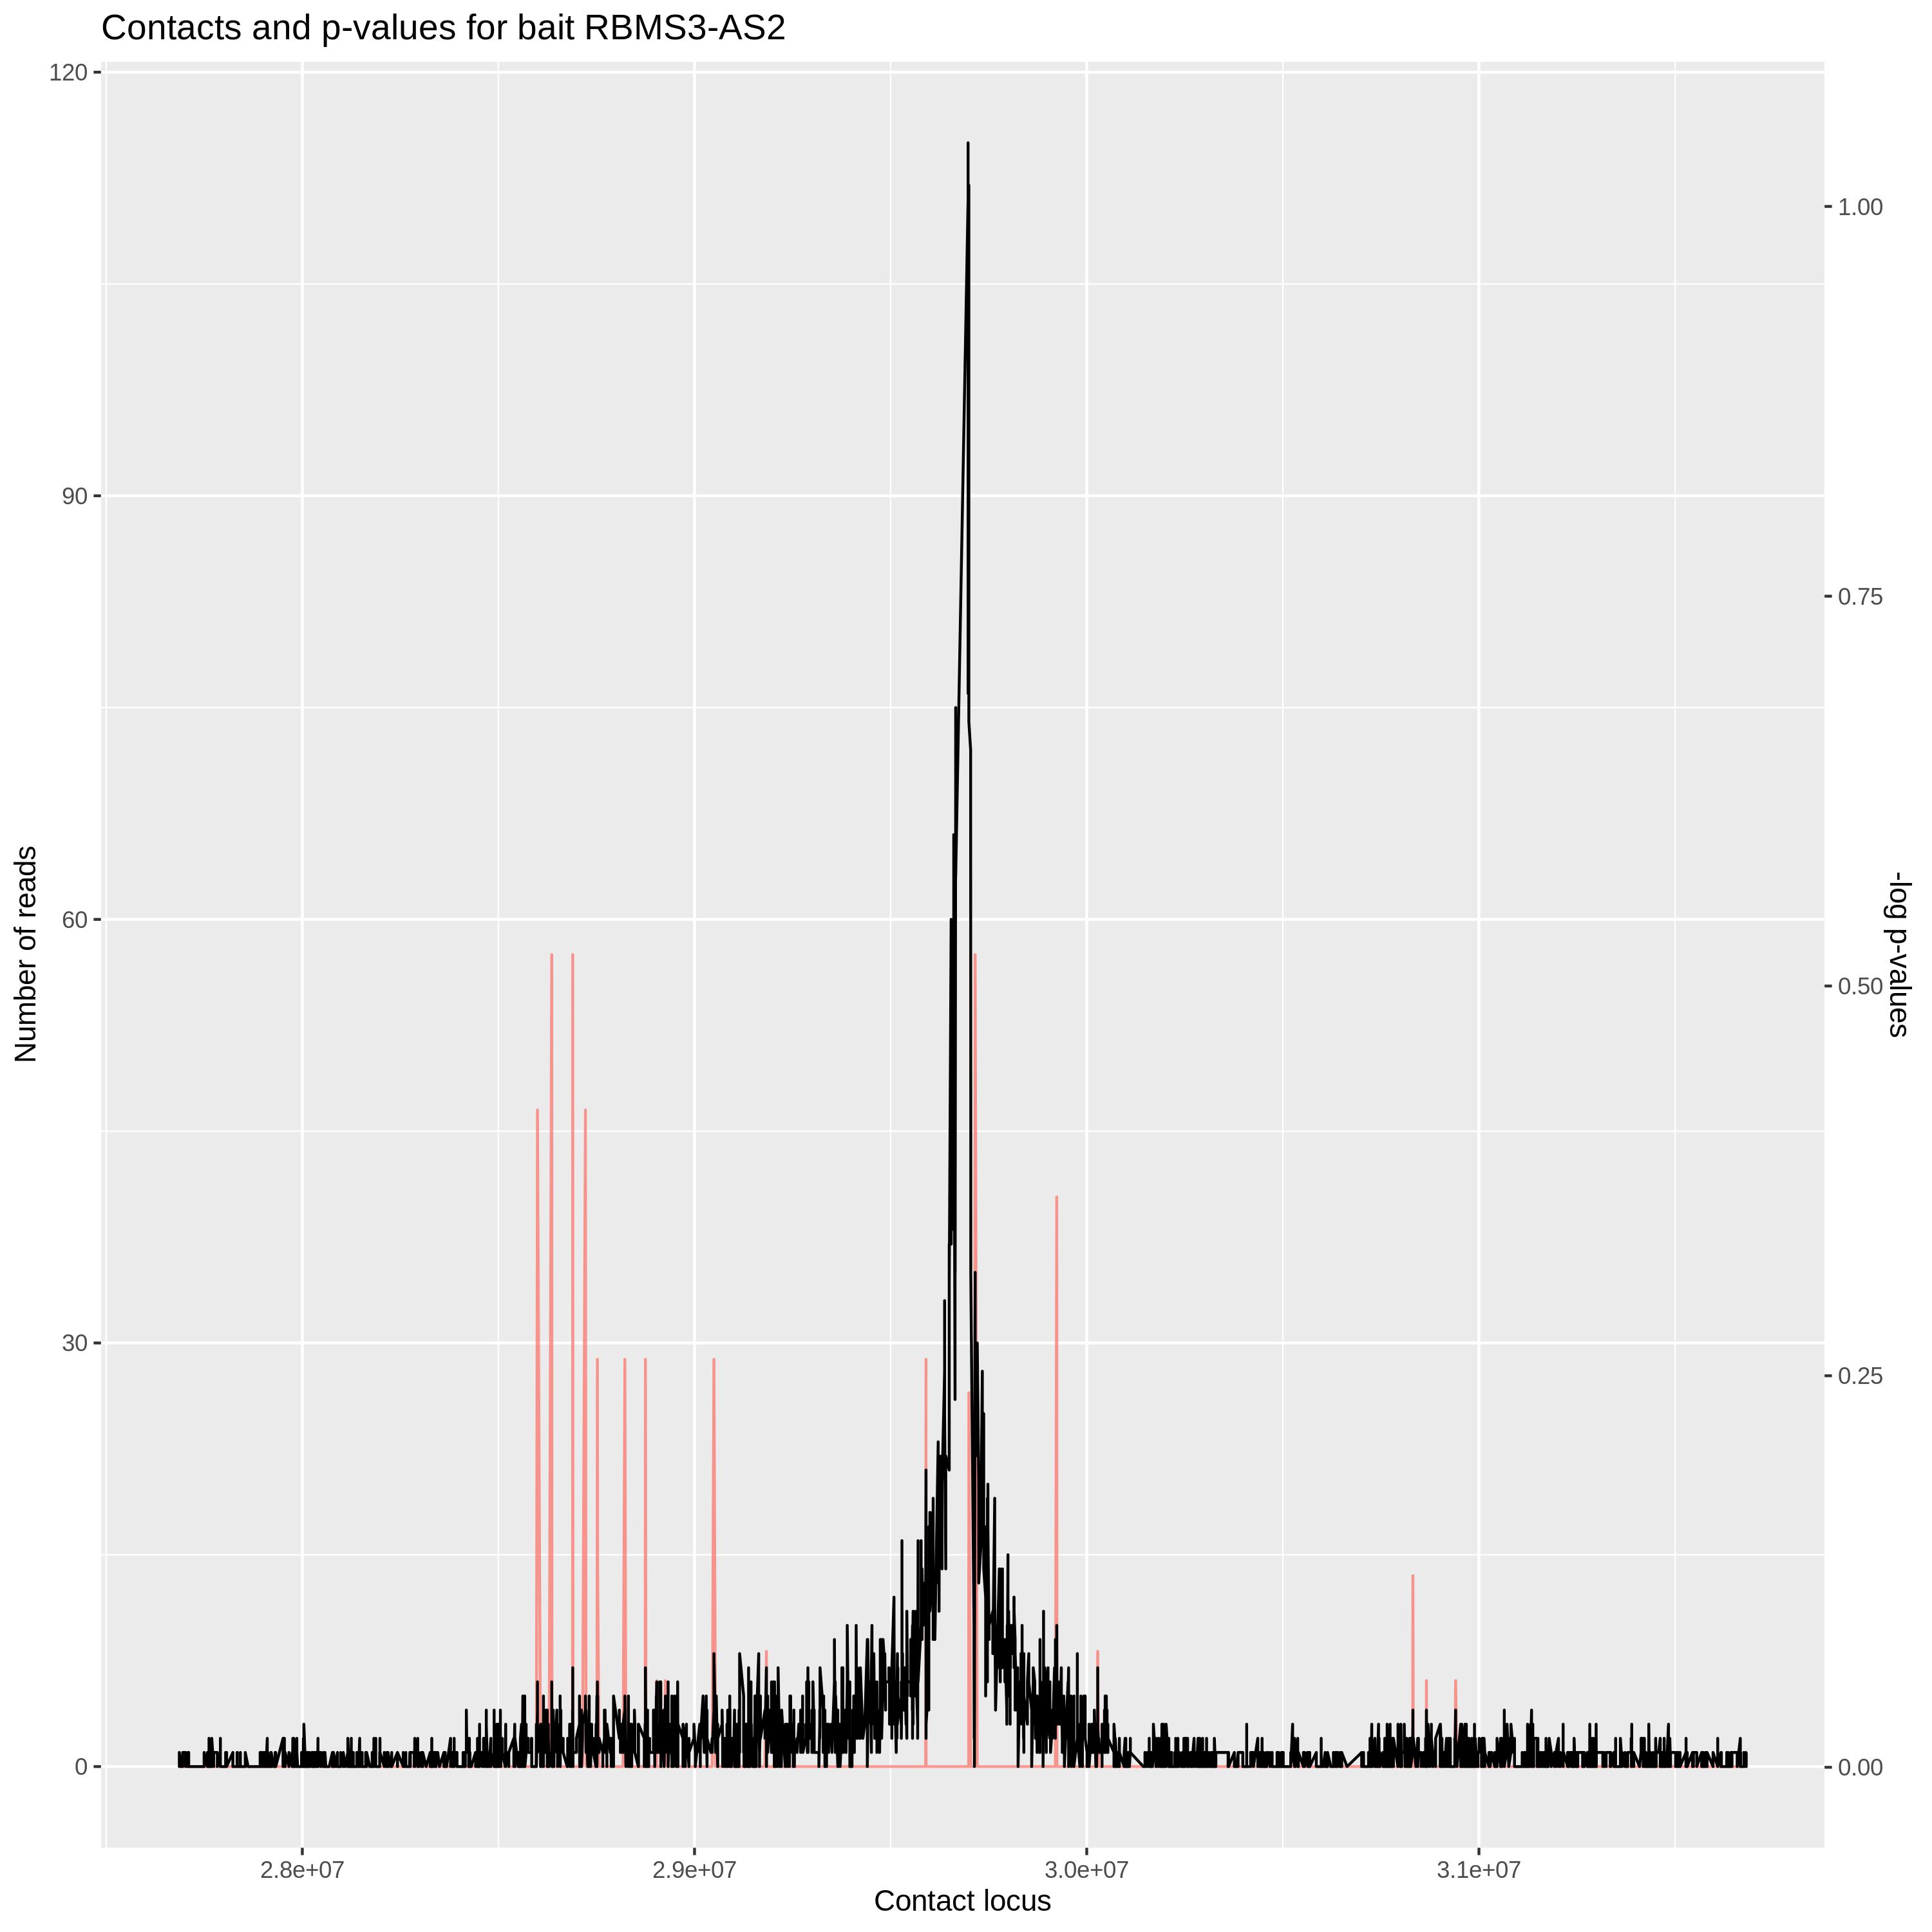 Contacts and p-values for bait RBMS3-AS2
120
90
60
30
0
Number of reads
1.00
0.75
0.50
0.25
0.00
-log p-values
2.8e+07
2.9e+07
3.0e+07
3.1e+07
Contact locus